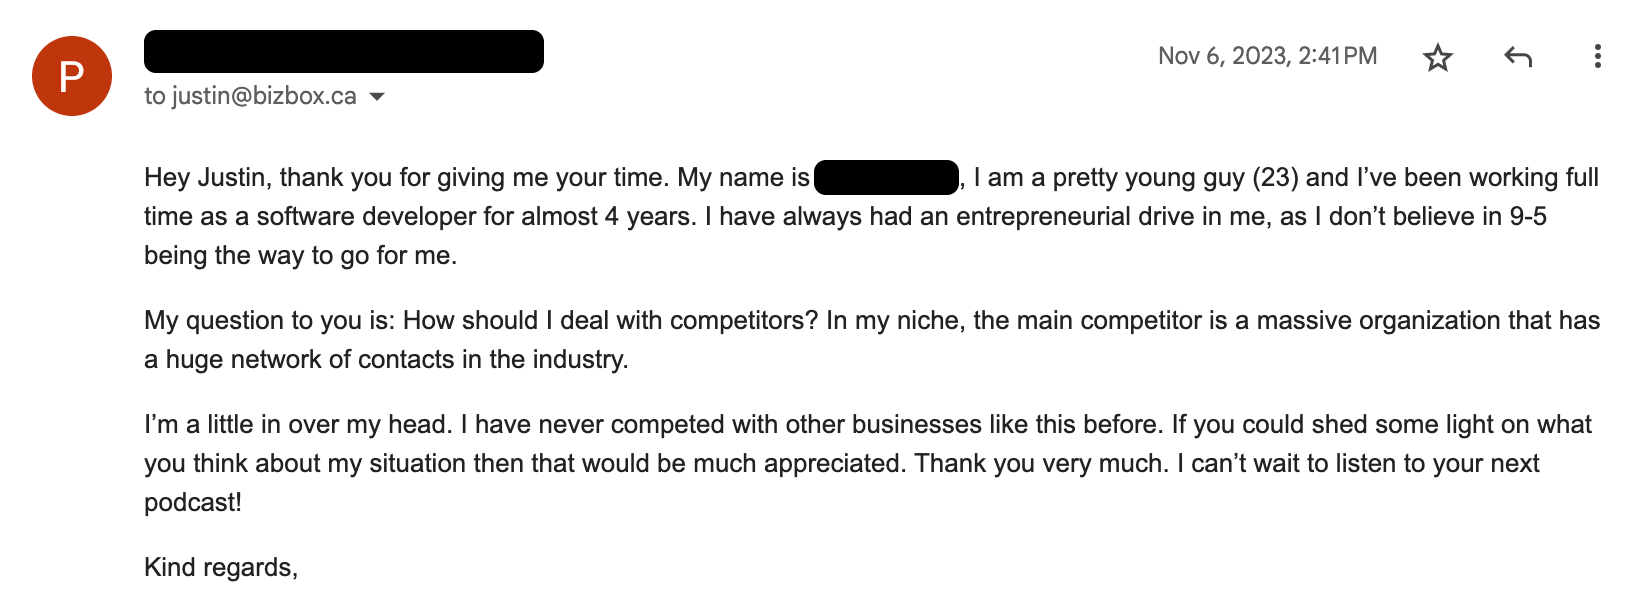 P
Nov 6, 2023, 2:41 PM
to justin@bizbox.ca
Hey Justin, thank you for giving me your time. My name is , I am a pretty young guy (23) and I’ve been working full
time as a software developer for almost 4 years. I have always had an entrepreneurial drive in me, as I don’t believe in 9-5
being the way to go for me.
My question to you is: How should I deal with competitors? In my niche, the main competitor is a massive organization that has
a huge network of contacts in the industry.
I’m a little in over my head. I have never competed with other businesses like this before. If you could shed some light on what
you think about my situation then that would be much appreciated. Thank you very much. I can’t wait to listen to your next
podcast!
Kind regards,